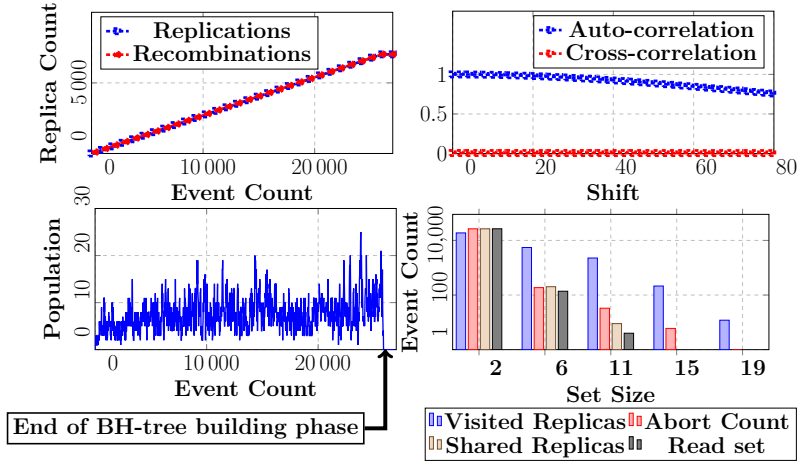 Replica Count
5 000
0
Replications
Recombinations
0
10 000
20 000
Event Count
1
0.5
0
Auto-correlation
Cross-correlation
0
20
40
60
80
Shift
Population
30
20
10
0
0
10 000
20 000
Event Count
End of BH-tree building phase
Event Count
10,000
100
1
2
6
11
15
19
Set Size
Visited Replicas
Abort Count
Shared Replicas
Read set